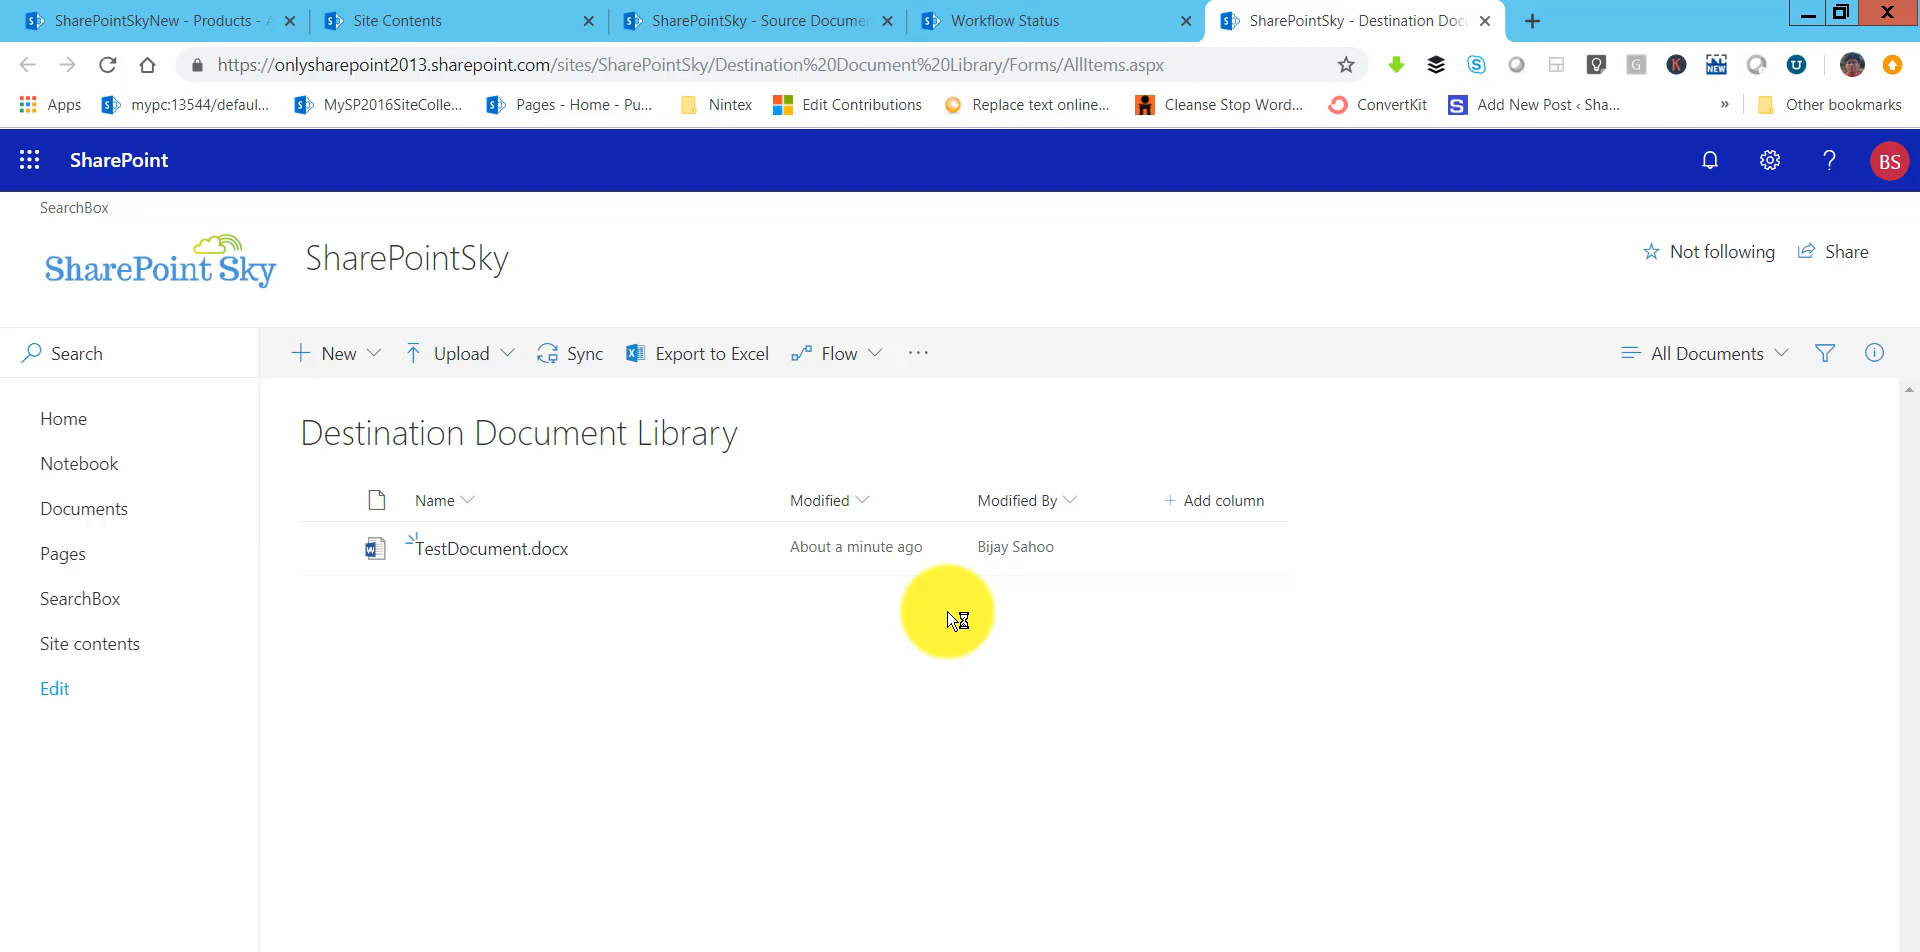 SharePointSkyNew - Products - A
Site Contents
SharePointSky - Source Documen
Workflow Status
SharePointSky - Destination Doc
https://onlysharepoint2013.sharepoint.com/sites/SharePointSky/Destination%20Document%20Library/Forms/AllItems.aspx
Apps
mypc:13544/defaul...
MySP2016SiteColle...
Pages - Home - Pu...
Nintex
Edit Contributions
Replace text online...
Cleanse Stop Word...
ConvertKit
Add New Post ‹ Sha...
»
Other bookmarks
SharePoint
BS
SearchBox
SharePoint Sky
SharePointSky
Not following
Share
Search
New
Upload
Sync
Export to Excel
Flow
All Documents
Home
Notebook
Documents
Pages
SearchBox
Site contents
Edit
Destination Document Library
Name
Modified
Modified By
+ Add column
TestDocument.docx
About a minute ago
Bijay Sahoo